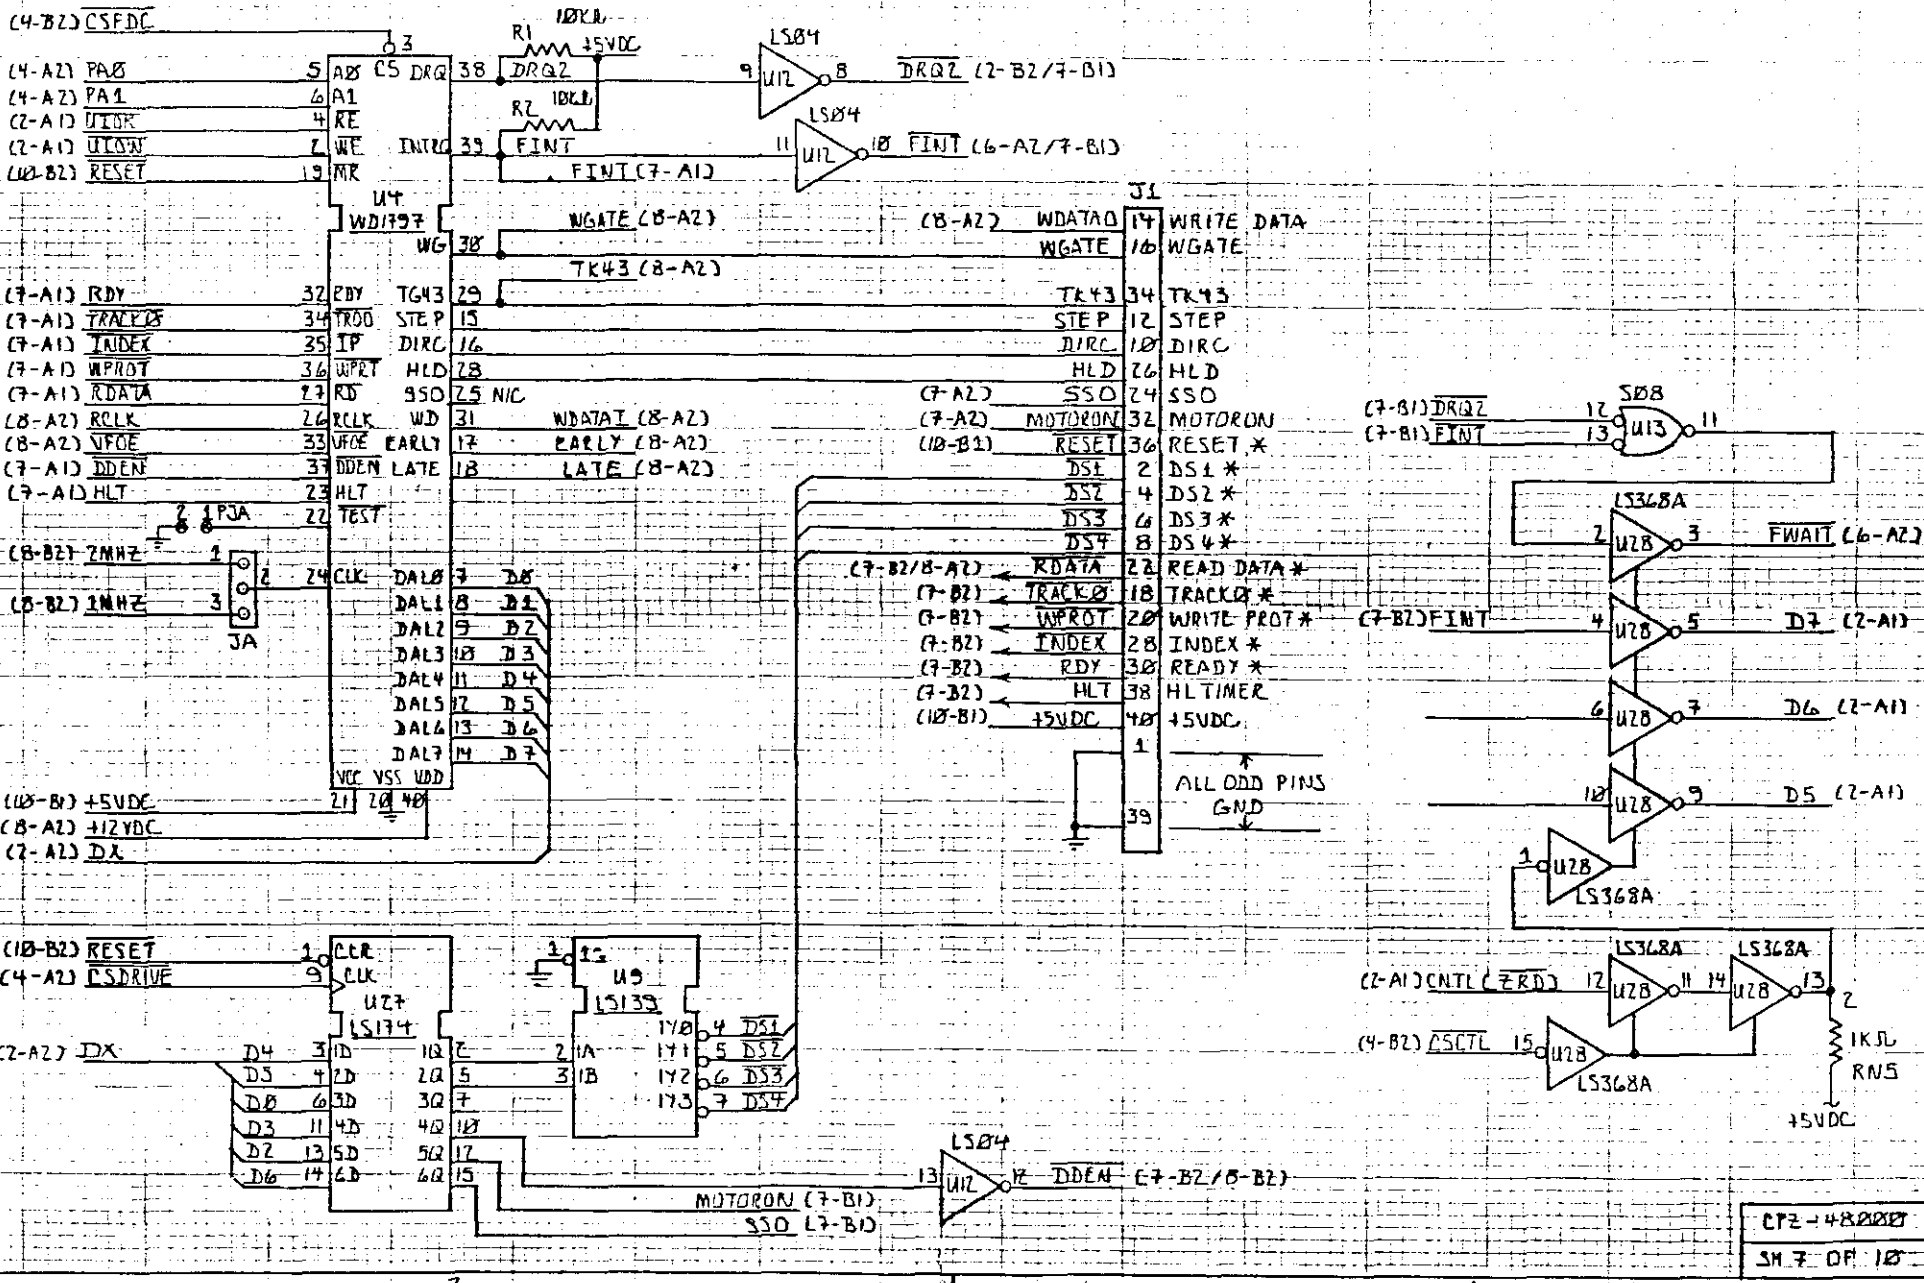 (4-B2) CSFDC
3
5 A0 CS DRQ 38
(4-A2) PA0
(4-A2) PA1
6 A1
(2-A1) UIOR
4 RE
(2-A1) UIOW
2 WE INTRQ 39
(10-B2) RESET
19 MR
U4
WD1797
R1 10KΩ +5VDC
DRQ2
R2 10KΩ
FINT
FINT (7-A1)
LS04
9 U12 8 DRQ2 (2-B2/7-B1)
LS04
11 U12 10 FINT (6-A2/7-B1)
WG 30
WGATE (8-A2)
TK43 (8-A2)
(7-A1) RDY 32 RDY TG43 29
(7-A1) TRACK0 34 TR00 STEP 15
(7-A1) INDEX 35 IP DIRC 16
(7-A1) WPROT 36 WPRT HLD 28
(7-A1) RDATA 27 RD SSO 25 N/C
(8-A2) RCLK 26 RCLK WD 31 WDATAI (8-A2)
(8-A2) VFOE 33 VFOE EARLY 17 EARLY (8-A2)
(7-A1) DDEN 37 DDEN LATE 18 LATE (8-A2)
(7-A1) HLT 23 HLT
2 1 PJA 22 TEST
(8-B2) 2MHZ 1
2 24 CLK DAL0 7 D0
(8-B2) 1MHZ 3
JA
DAL1 8 D1
DAL2 9 D2
DAL3 10 D3
DAL4 11 D4
DAL5 12 D5
DAL6 13 D6
DAL7 14 D7
VCC VSS VDD
21 20 40
(10-B1) +5VDC
(8-A2) +12VDC
(2-A2) DX
J1
(8-A2) WDATAO 14 WRITE DATA
WGATE 16 WGATE
TK43 34 TK43
STEP 12 STEP
DIRC 10 DIRC
HLD 26 HLD
(7-A2) SSO 24 SSO
(7-A2) MOTORON 32 MOTORON
(10-B1) RESET 36 RESET *
DS1 2 DS1 *
DS2 4 DS2 *
DS3 6 DS3 *
DS4 8 DS4 *
(7-B2/8-A2) RDATA 22 READ DATA *
(7-B2) TRACK0 18 TRACK0 *
(7-B2) WPROT 20 WRITE PROT *
(7-B2) INDEX 28 INDEX *
(7-B2) RDY 30 READY *
(7-B2) HLT 38 HLTIMER
(10-B1) +5VDC 40 +5VDC
1
ALL ODD PINS
GND
39
S08
(7-B1) DRQ2 12
U13 11
(7-B1) FINT 13
LS368A
2 U28 3 FWAIT (6-A2)
(7-B2) FINT 4 U28 5 D7 (2-A1)
6 U28 7 D6 (2-A1)
10 U28 9 D5 (2-A1)
1 U28
LS368A
LS368A LS368A
(2-A1) CNTL (ZRD) 12 U28 11 14 U28 13
2
(4-B2) CSCTL 15 U28
LS368A
1KΩ
RN5
+5VDC
(10-B2) RESET 1 CLR
(4-A2) CSDRIVE 9 CLK
U27
LS174
(2-A2) DX
D4 3 1D 1Q 2
D5 4 2D 2Q 5
D0 6 3D 3Q 7
D3 11 4D 4Q 10
D2 13 5D 5Q 12
D6 14 6D 6Q 15
1 1G
U9
LS139
2 1A
3 1B
1Y0 4 DS1
1Y1 5 DS2
1Y2 6 DS3
1Y3 7 DS4
LS04
13 U12 12 DDEN (7-B2/8-B2)
MOTORON (7-B1)
SSO (7-B1)
CPZ-48000
SH 7 OF 10